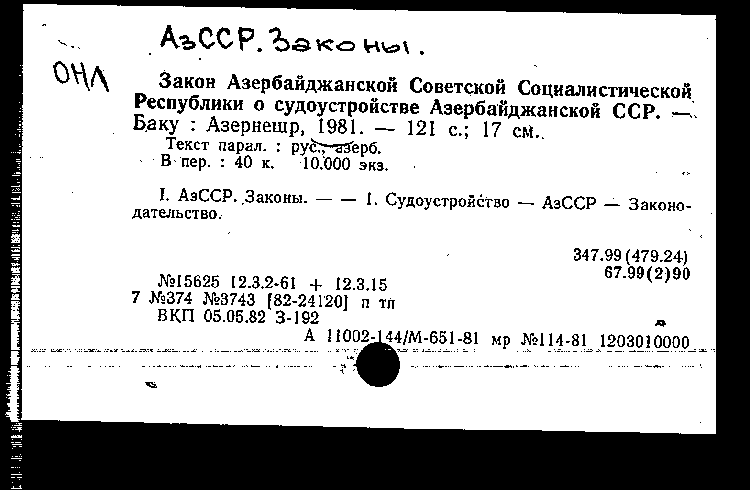 АзССР. Законы.
ОНЛ
Закон Азербайджанской Советской Социалистической
Республики о судоустройстве Азербайджанской ССР. —
Баку : Азернешр, 1981. — 121 с.; 17 см.
Текст парал. : рус., азерб.
В пер. : 40 к. 10.000 экз.
I. АзССР. Законы. — — 1. Судоустройство — АзССР — Законо-
дательство.
347.99(479.24)
67.99(2)90
№15625 12.3.2-61 + 12.3.15
7 №374 №3743 [82-24120] п тп
ВКП 05.05.82 З-192
А 11002-144/М-651-81 мр №114-81 1203010000